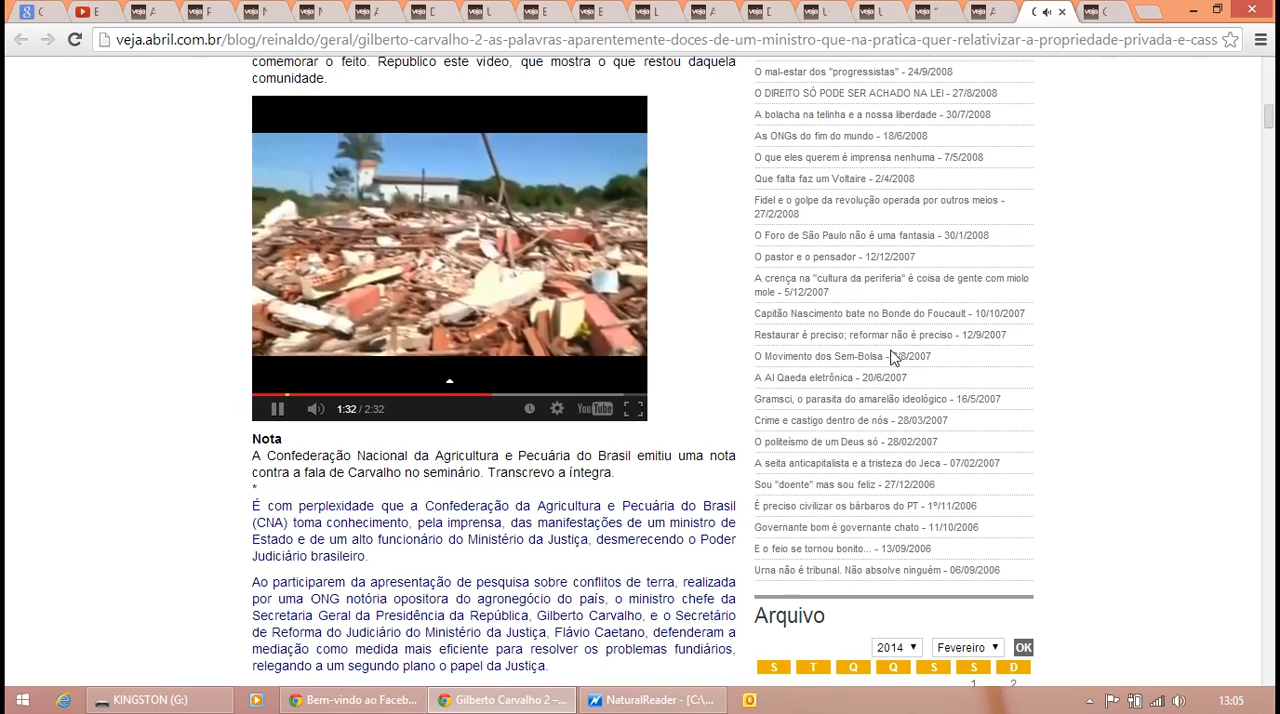 veja.abril.com.br/blog/reinaldo/geral/gilberto-carvalho-2-as-palavras-aparentemente-doces-de-um-ministro-que-na-pratica-quer-relativizar-a-propriedade-privada-e-cass
comemorar o feito. Republico este vídeo, que mostra o que restou daquela
comunidade.
1:32 / 2:32
YouTube
Nota
A Confederação Nacional da Agricultura e Pecuária do Brasil emitiu uma nota
contra a fala de Carvalho no seminário. Transcrevo a íntegra.
*
É com perplexidade que a Confederação da Agricultura e Pecuária do Brasil
(CNA) toma conhecimento, pela imprensa, das manifestações de um ministro de
Estado e de um alto funcionário do Ministério da Justiça, desmerecendo o Poder
Judiciário brasileiro.
Ao participarem da apresentação de pesquisa sobre conflitos de terra, realizada
por uma ONG notória opositora do agronegócio do país, o ministro chefe da
Secretaria Geral da Presidência da República, Gilberto Carvalho, e o Secretário
de Reforma do Judiciário do Ministério da Justiça, Flávio Caetano, defenderam a
mediação como medida mais eficiente para resolver os problemas fundiários,
relegando a um segundo plano o papel da Justiça.
O mal-estar dos "progressistas" - 24/9/2008
O DIREITO SÓ PODE SER ACHADO NA LEI - 27/8/2008
A bolacha na telinha e a nossa liberdade - 30/7/2008
As ONGs do fim do mundo - 18/6/2008
O que eles querem é imprensa nenhuma - 7/5/2008
Que falta faz um Voltaire - 2/4/2008
Fidel e o golpe da revolução operada por outros meios -
27/2/2008
O Foro de São Paulo não é uma fantasia - 30/1/2008
O pastor e o pensador - 12/12/2007
A crença na "cultura da periferia" é coisa de gente com miolo
mole - 5/12/2007
Capitão Nascimento bate no Bonde do Foucault - 10/10/2007
Restaurar é preciso; reformar não é preciso - 12/9/2007
O Movimento dos Sem-Bolsa - /8/2007
A Al Qaeda eletrônica - 20/6/2007
Gramsci, o parasita do amarelão ideológico - 16/5/2007
Crime e castigo dentro de nós - 28/03/2007
O politeísmo de um Deus só - 28/02/2007
A seita anticapitalista e a tristeza do Jeca - 07/02/2007
Sou "doente" mas sou feliz - 27/12/2006
É preciso civilizar os bárbaros do PT - 1º/11/2006
Governante bom é governante chato - 11/10/2006
E o feio se tornou bonito... - 13/09/2006
Urna não é tribunal. Não absolve ninguém - 06/09/2006
Arquivo
2014 Fevereiro OK
S T Q Q S S D
1 2
KINGSTON (G:) Bem-vindo ao Faceb... Gilberto Carvalho 2 –... NaturalReader - [C:\... 13:05